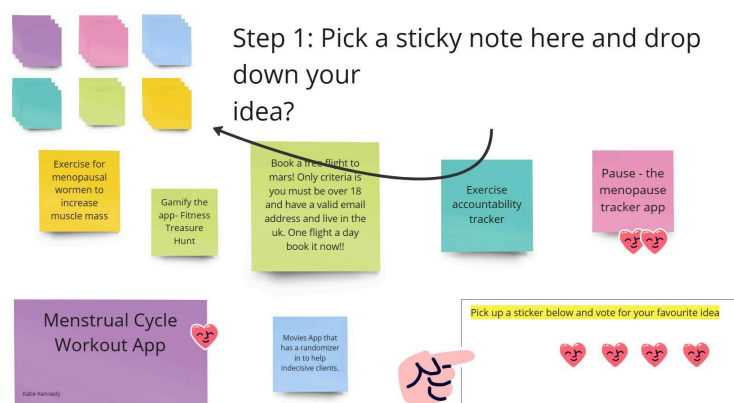 Step 1: Pick a sticky note here and drop
down your
idea?
Exercise for
menopausal
wormen to
increase
muscle mass
Gamify the
app- Fitness
Treasure
Hunt
Book a free flight to
mars! Only criteria is
you must be over 18
and have a valid email
address and live in the
uk. One flight a day
book it now!!
Exercise
accountability
tracker
Pause - the
menopause
tracker app
Menstrual Cycle
Workout App
Katie Kennedy
Movies App that
has a randomizer
in to help
indecisive clients.
Pick up a sticker below and vote for your favourite idea